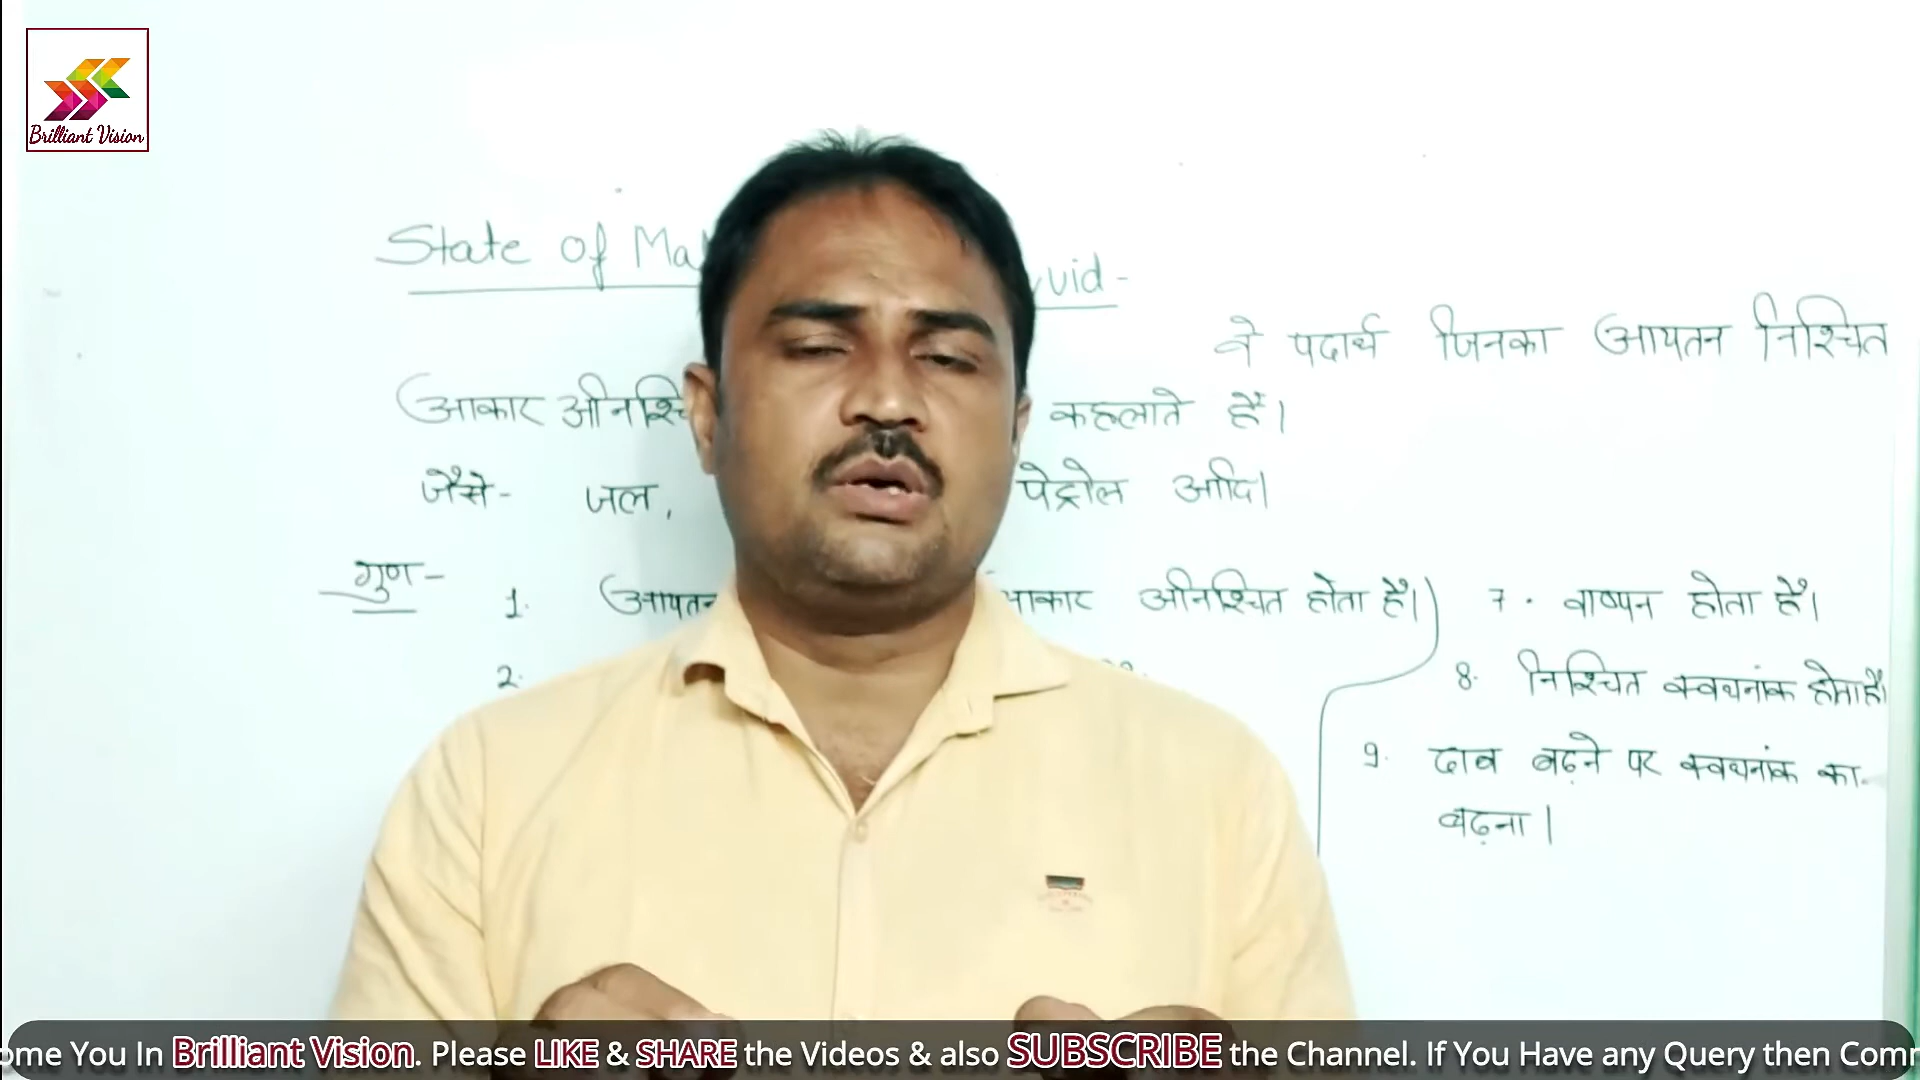 Brilliant Vision
State of Ma
uid-
वे पदार्थ जिनका आयतन निश्चित
आकार कहलाते हैं।
जैसे- जल, पेट्रोल आदि।
गुण-
1. आयतन आकार अनिश्चित होता है।
2.
7. वाष्पन होता है।
8. निश्चित क्वथनांक होता है।
9. दाब बढ़ने पर क्वथनांक का-
बढ़ना।
ome You In Brilliant Vision. Please LIKE & SHARE the Videos & also SUBSCRIBE the Channel. If You Have any Query then Com